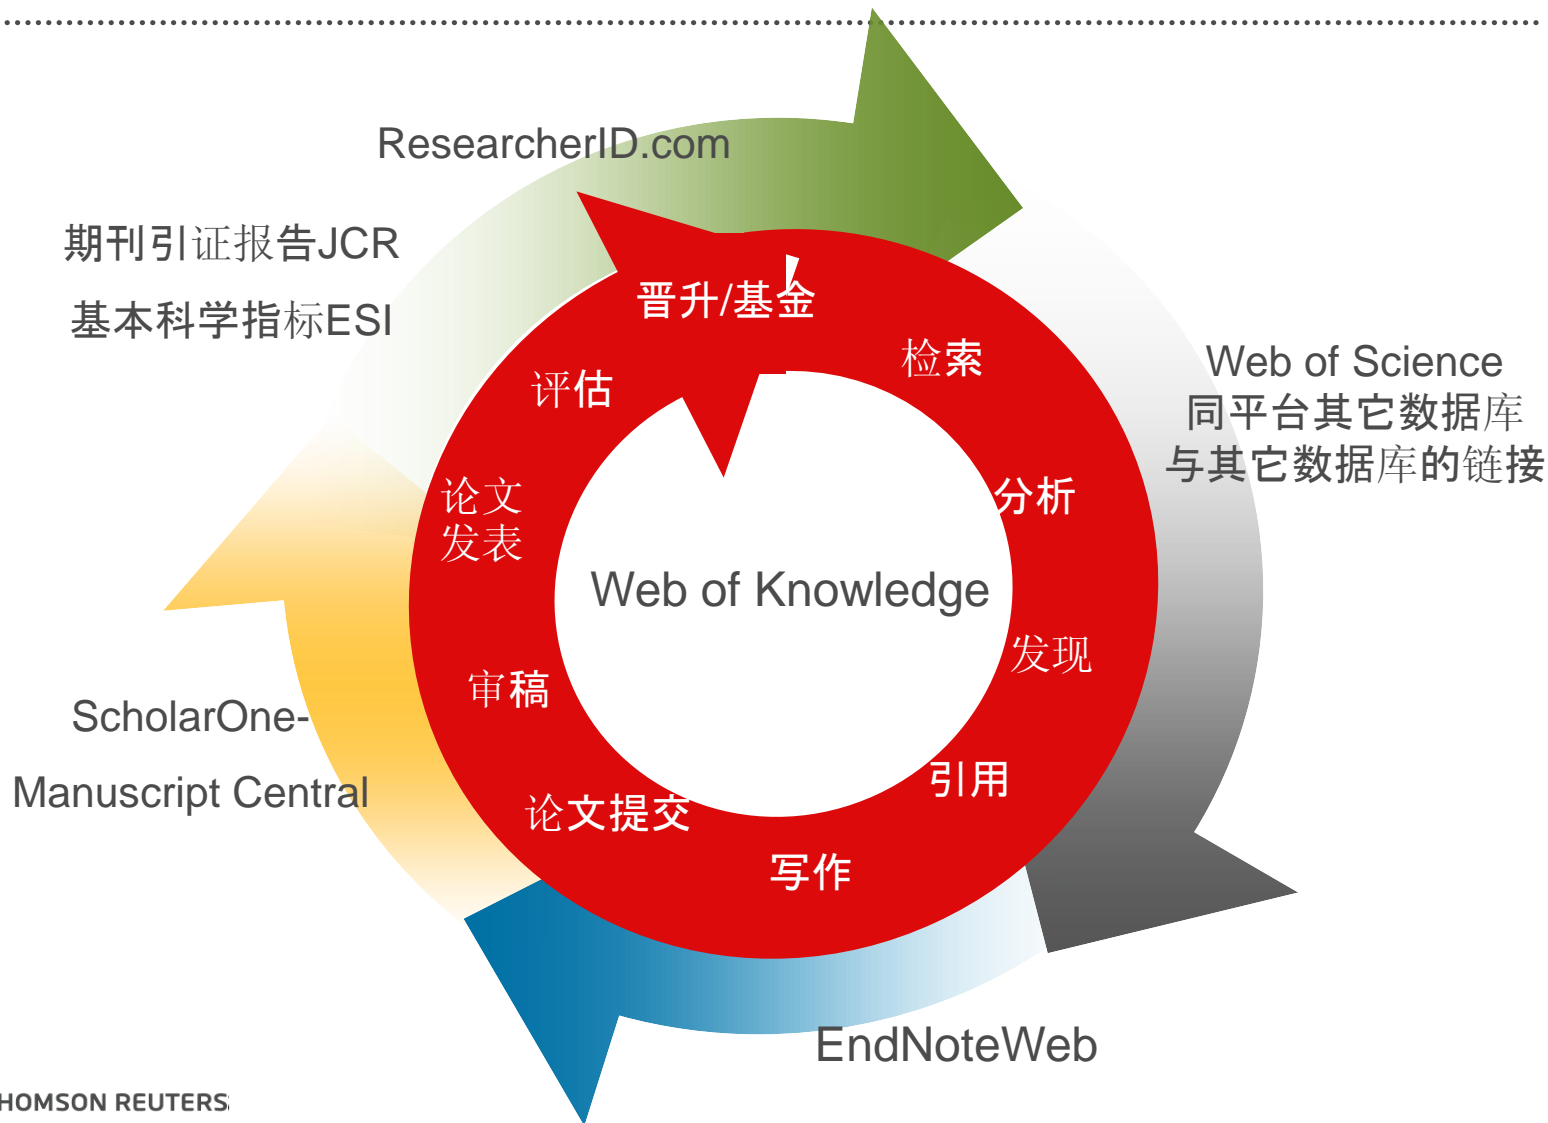 ResearcherID.com
期刊引证报告JCR
基本科学指标ESI
晋升/基金
检索
评估
Web of Science
同平台其它数据库
与其它数据库的链接
论文
发表
分析
Web of Knowledge
发现
审稿
ScholarOne-
Manuscript Central
引用
论文提交
写作
EndNoteWeb
HOMSON REUTERS